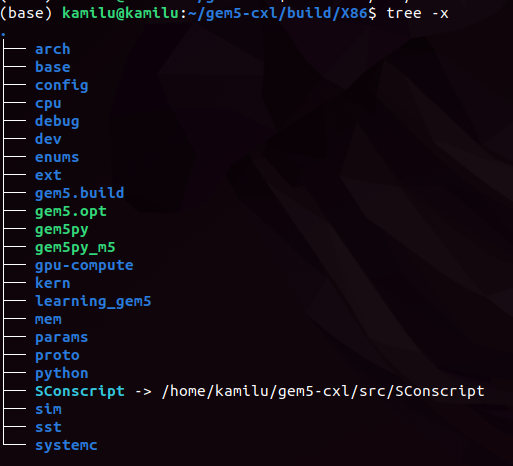 (base) kamilu@kamilu:~/gem5-cxl/build/X86$ tree -x
.
├── arch
├── base
├── config
├── cpu
├── debug
├── dev
├── enums
├── ext
├── gem5.build
├── gem5.opt
├── gem5py
├── gem5py_m5
├── gpu-compute
├── kern
├── learning_gem5
├── mem
├── params
├── proto
├── python
├── SConscript -> /home/kamilu/gem5-cxl/src/SConscript
├── sim
├── sst
└── systemc